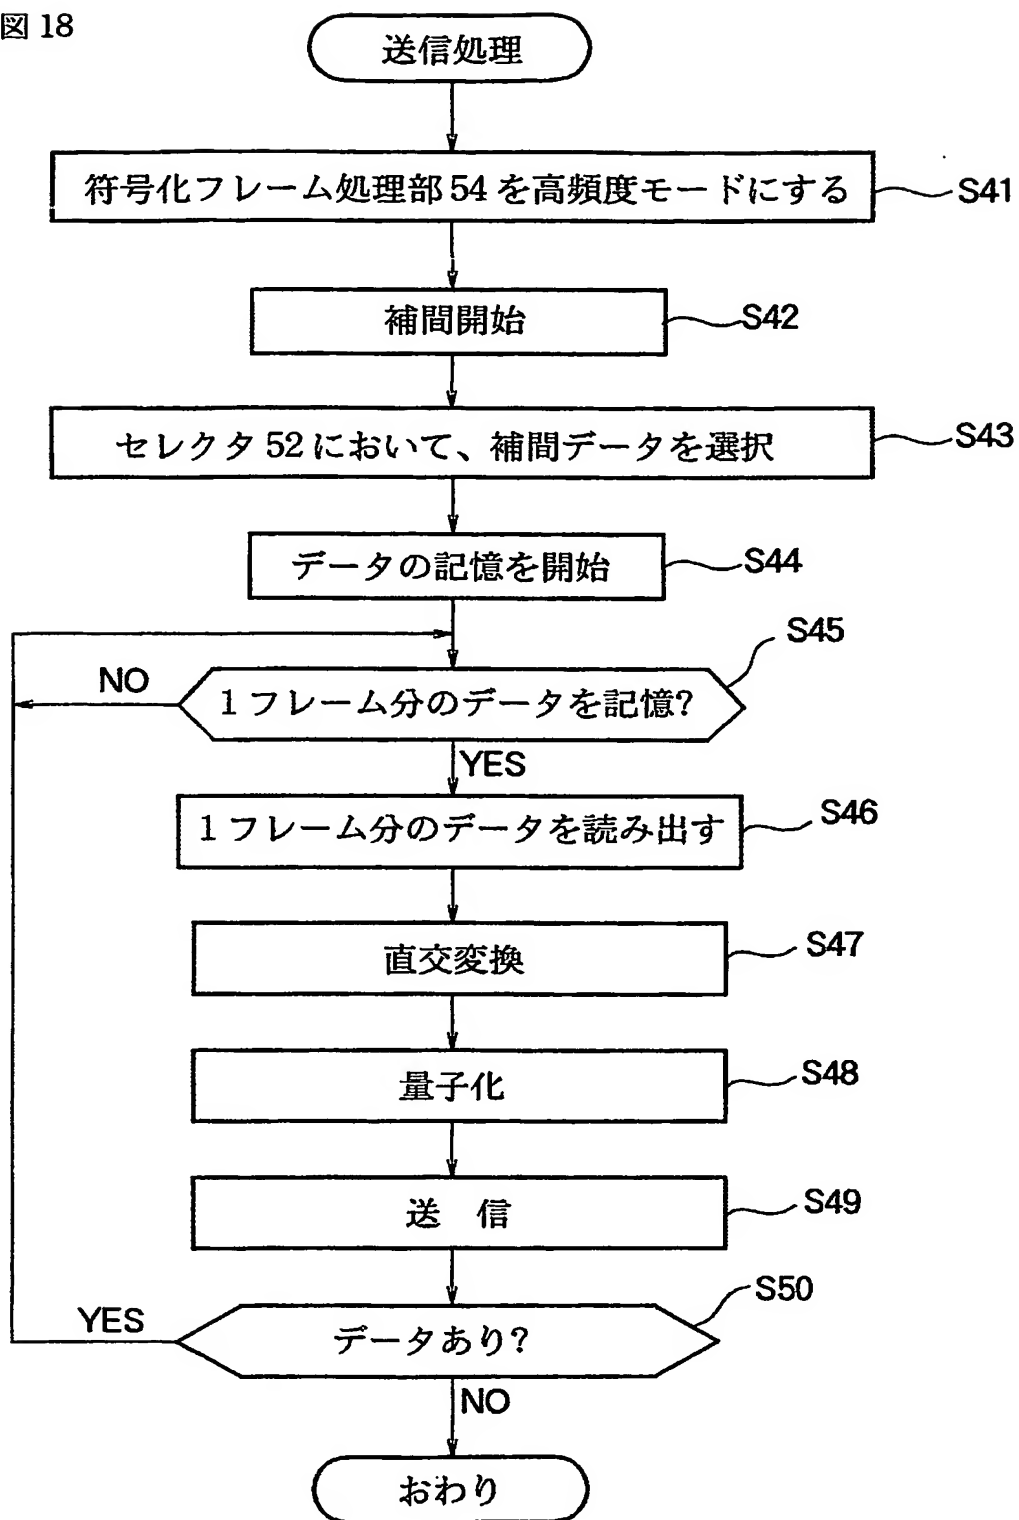 図 18
送信処理
符号化フレーム処理部 54 を高頻度モードにする
S41
補間開始
S42
セレクタ 52 において、補間データを選択
S43
データの記憶を開始
S44
S45
NO
1 フレーム分のデータを記憶?
YES
1 フレーム分のデータを読み出す
S46
直交変換
S47
量子化
S48
送 信
S49
S50
YES
データあり?
NO
おわり